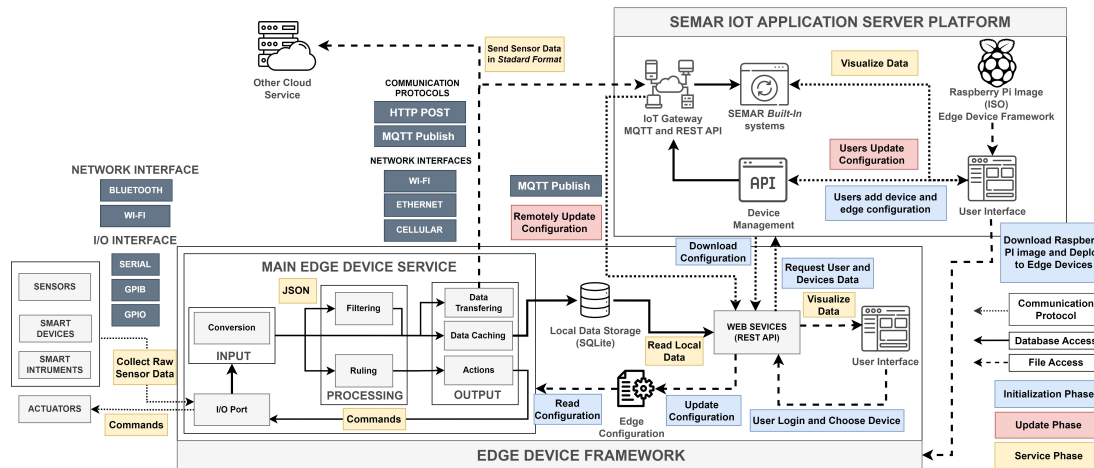 SEMAR IOT APPLICATION SERVER PLATFORM
Send Sensor Data
in Stadard Format
Other Cloud
Service
COMMUNICATION
PROTOCOLS
HTTP POST
MQTT Publish
NETWORK INTERFACES
WI-FI
ETHERNET
CELLULAR
IoT Gateway
MQTT and REST API
SEMAR Built-In
systems
Visualize Data
Raspberry Pi Image
(ISO)
Edge Device Framework
Users Update
Configuration
API
Device
Management
Users add device and
edge configuration
User Interface
MQTT Publish
Remotely Update
Configuration
NETWORK INTERFACE
BLUETOOTH
WI-FI
I/O INTERFACE
SERIAL
GPIB
GPIO
SENSORS
SMART
DEVICES
SMART
INTRUMENTS
ACTUATORS
Collect Raw
Sensor Data
Commands
MAIN EDGE DEVICE SERVICE
JSON
Conversion
INPUT
I/O Port
Filtering
Ruling
PROCESSING
Data
Transfering
Data Caching
Actions
OUTPUT
Commands
Local Data Storage
(SQLite)
Read Local
Data
Download
Configuration
Request User and
Devices Data
Visualize
Data
WEB SEVICES
(REST API)
User Interface
Read
Configuration
Edge
Configuration
Update
Configuration
User Login and Choose Device
EDGE DEVICE FRAMEWORK
Download Raspberr
PI image and Deplo
to Edge Devices
Communication
Protocol
Database Access
File Access
Initialization Phase
Update Phase
Service Phase